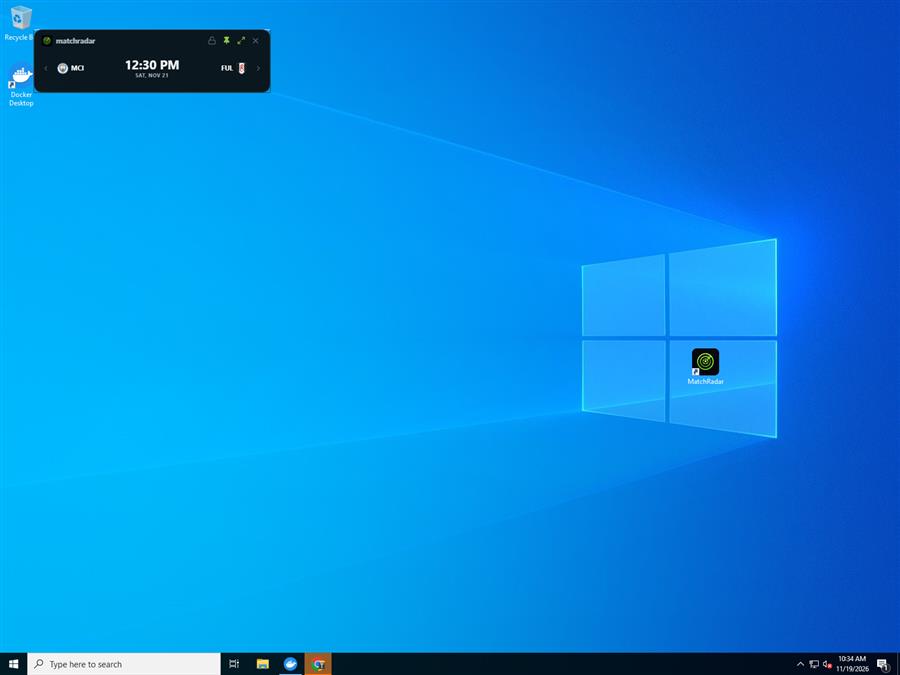 Recycle B
matchradar
MCI
12:30 PM
SAT, NOV 21
FUL
Docker
Desktop
MatchRadar
Type here to search
10:34 AM
11/19/2026
1